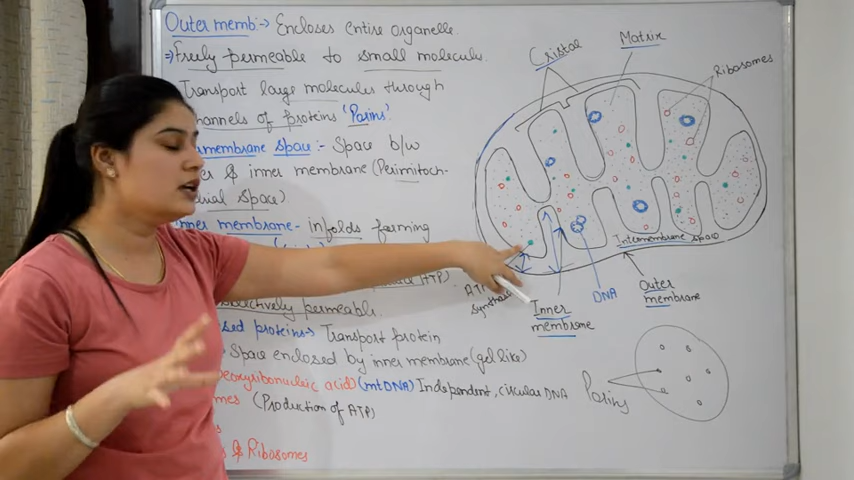 Outer memb:→ Encloses entire organelle.
⇒ Freely permeable to small molecule.
Transport large molecules through
channels of proteins 'Porins'.
membrane space:- Space b/w
& inner membrane (Perimitoch-
Space)
Inner membrane- infolds forming
ATP).
Selectively permeable.
proteins→ Transport protein
Space enclosed by inner membrane (gel like)
Deoxyribonucleic acid) (mtDNA) Independent, circular DNA
(Production of ATP)
& Ribosomes
Cristae
Matrix
Ribosomes
Intermembrane space
Inner
membrane
DNA
Outer
membrane
Porins